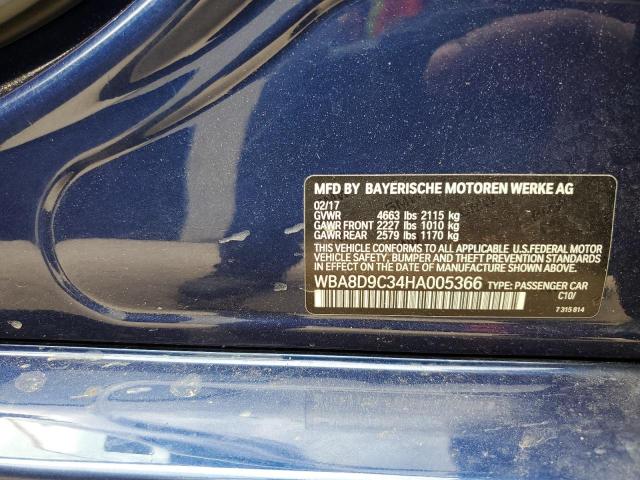 MFD BY BAYERISCHE MOTOREN WERKE AG
02/17
GVWR 4663 lbs 2115 kg
GAWR FRONT 2227 lbs 1010 kg
GAWR REAR 2579 lbs 1170 kg
THIS VEHICLE CONFORMS TO ALL APPLICABLE U.S. FEDERAL MOTOR
VEHICLE SAFETY, BUMPER AND THEFT PREVENTION STANDARDS
IN EFFECT ON THE DATE OF MANUFACTURE SHOWN ABOVE.
WBA8D9C34HA005366 TYPE: PASSENGER CAR
C10/
7 315 814